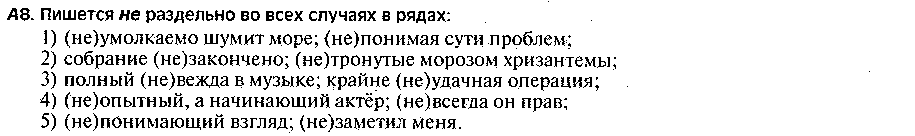 А8. Пишется не раздельно во всех случаях в рядах:
1) (не)умолкаемо шумит море; (не)понимая сути проблем;
2) собрание (не)закончено; (не)тронутые морозом хризантемы;
3) полный (не)вежда в музыке; крайне (не)удачная операция;
4) (не)опытный, а начинающий актёр; (не)всегда он прав;
5) (не)понимающий взгляд; (не)заметил меня.